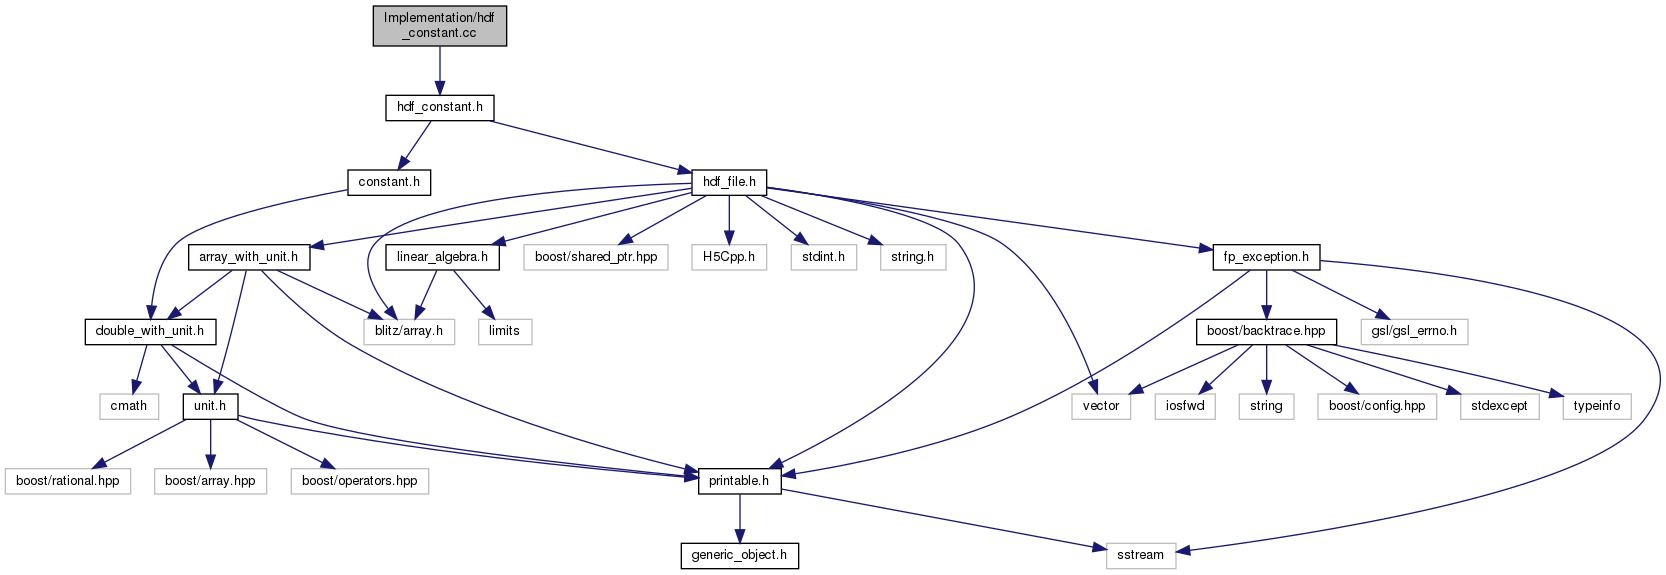 Implementation/hdf
_constant.cc
hdf_constant.h
constant.h
hdf_file.h
array_with_unit.h
linear_algebra.h
boost/shared_ptr.hpp
H5Cpp.h
stdint.h
string.h
fp_exception.h
double_with_unit.h
blitz/array.h
limits
boost/backtrace.hpp
gsl/gsl_errno.h
cmath
unit.h
vector
iosfwd
string
boost/config.hpp
stdexcept
typeinfo
boost/rational.hpp
boost/array.hpp
boost/operators.hpp
printable.h
generic_object.h
sstream